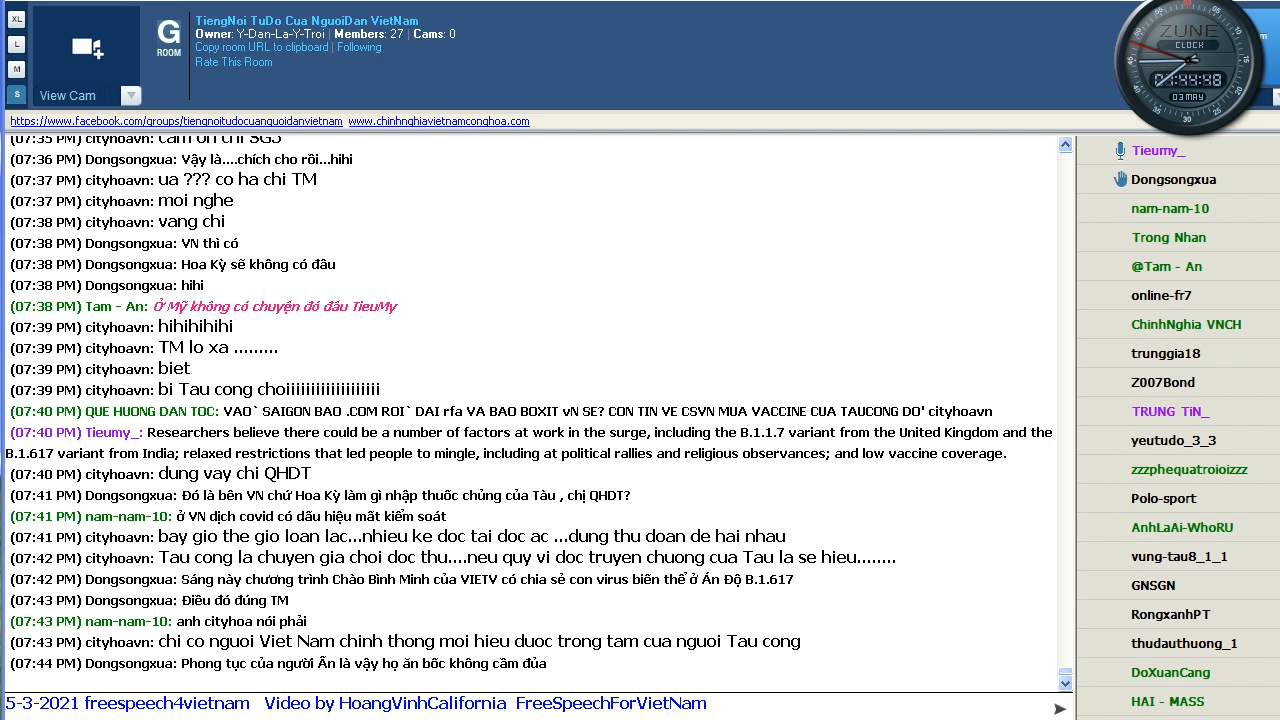 XL
L
M
S
View Cam
G
ROOM
TiengNoi TuDo Cua NguoiDan VietNam
Owner: Y-Dan-La-Y-Troi | Members: 27 | Cams: 0
Copy room URL to clipboard | Following
Rate This Room
ZUNE
CLOCK
03 MAY
https://www.facebook.com/groups/tiengnoitudocuanguoidanvietnam www.chinhnghiavietnamconghoa.com
(07:35 PM) cityhoavn: cam on chi SG3
(07:36 PM) Dongsongxua: Vậy là....chích cho rồi...hihi
(07:37 PM) cityhoavn: ua ??? co ha chi TM
(07:37 PM) cityhoavn: moi nghe
(07:38 PM) cityhoavn: vang chi
(07:38 PM) Dongsongxua: VN thì có
(07:38 PM) Dongsongxua: Hoa Kỳ sẽ không có đâu
(07:38 PM) Dongsongxua: hihi
(07:38 PM) Tam - An: Ở Mỹ không có chuyện đó đâu TieuMy
(07:39 PM) cityhoavn: hihihihihi
(07:39 PM) cityhoavn: TM lo xa .........
(07:39 PM) cityhoavn: biet
(07:39 PM) cityhoavn: bi Tau cong choiiiiiiiiiiiiiiiiiii
(07:40 PM) QUE HUONG DAN TOC: VAO` SAIGON BAO .COM ROI` DAI rfa VA BAO BOXIT vN SE? CON TIN VE CSVN MUA VACCINE CUA TAUCONG DO' cityhoavn
(07:40 PM) Tieumy_: Researchers believe there could be a number of factors at work in the surge, including the B.1.1.7 variant from the United Kingdom and the
B.1.617 variant from India; relaxed restrictions that led people to mingle, including at political rallies and religious observances; and low vaccine coverage.
(07:40 PM) cityhoavn: dung vay chi QHDT
(07:41 PM) Dongsongxua: Đó là bên VN chứ Hoa Kỳ làm gì nhập thuốc chủng của Tàu , chị QHDT?
(07:41 PM) nam-nam-10: ở VN dịch covid có dấu hiệu mất kiểm soát
(07:41 PM) cityhoavn: bay gio the gio loan lac...nhieu ke doc tai doc ac ...dung thu doan de hai nhau
(07:42 PM) cityhoavn: Tau cong la chuyen gia choi doc thu....neu quy vi doc truyen chuong cua Tau la se hieu........
(07:42 PM) Dongsongxua: Sáng này chương trình Chào Bình Minh của VIETV có chia sẻ con virus biến thể ở Án Độ B.1.617
(07:43 PM) Dongsongxua: Điều đó đúng TM
(07:43 PM) nam-nam-10: anh cityhoa nói phải
(07:43 PM) cityhoavn: chi co nguoi Viet Nam chinh thong moi hieu duoc trong tam cua nguoi Tau cong
(07:44 PM) Dongsongxua: Phong tục của người Ấn là vậy họ ăn bốc không cầm đủa
Tieumy_
Dongsongxua
nam-nam-10
Trong Nhan
@Tam - An
online-fr7
ChinhNghia VNCH
trunggia18
Z007Bond
TRUNG TiN_
yeutudo_3_3
zzzphequatroioizzz
Polo-sport
AnhLaAi-WhoRU
vung-tau8_1_1
GNSGN
RongxanhPT
thudauthuong_1
DoXuanCang
HAI - MASS
5-3-2021 freespeech4vietnam Video by HoangVinhCalifornia FreeSpeechForVietNam